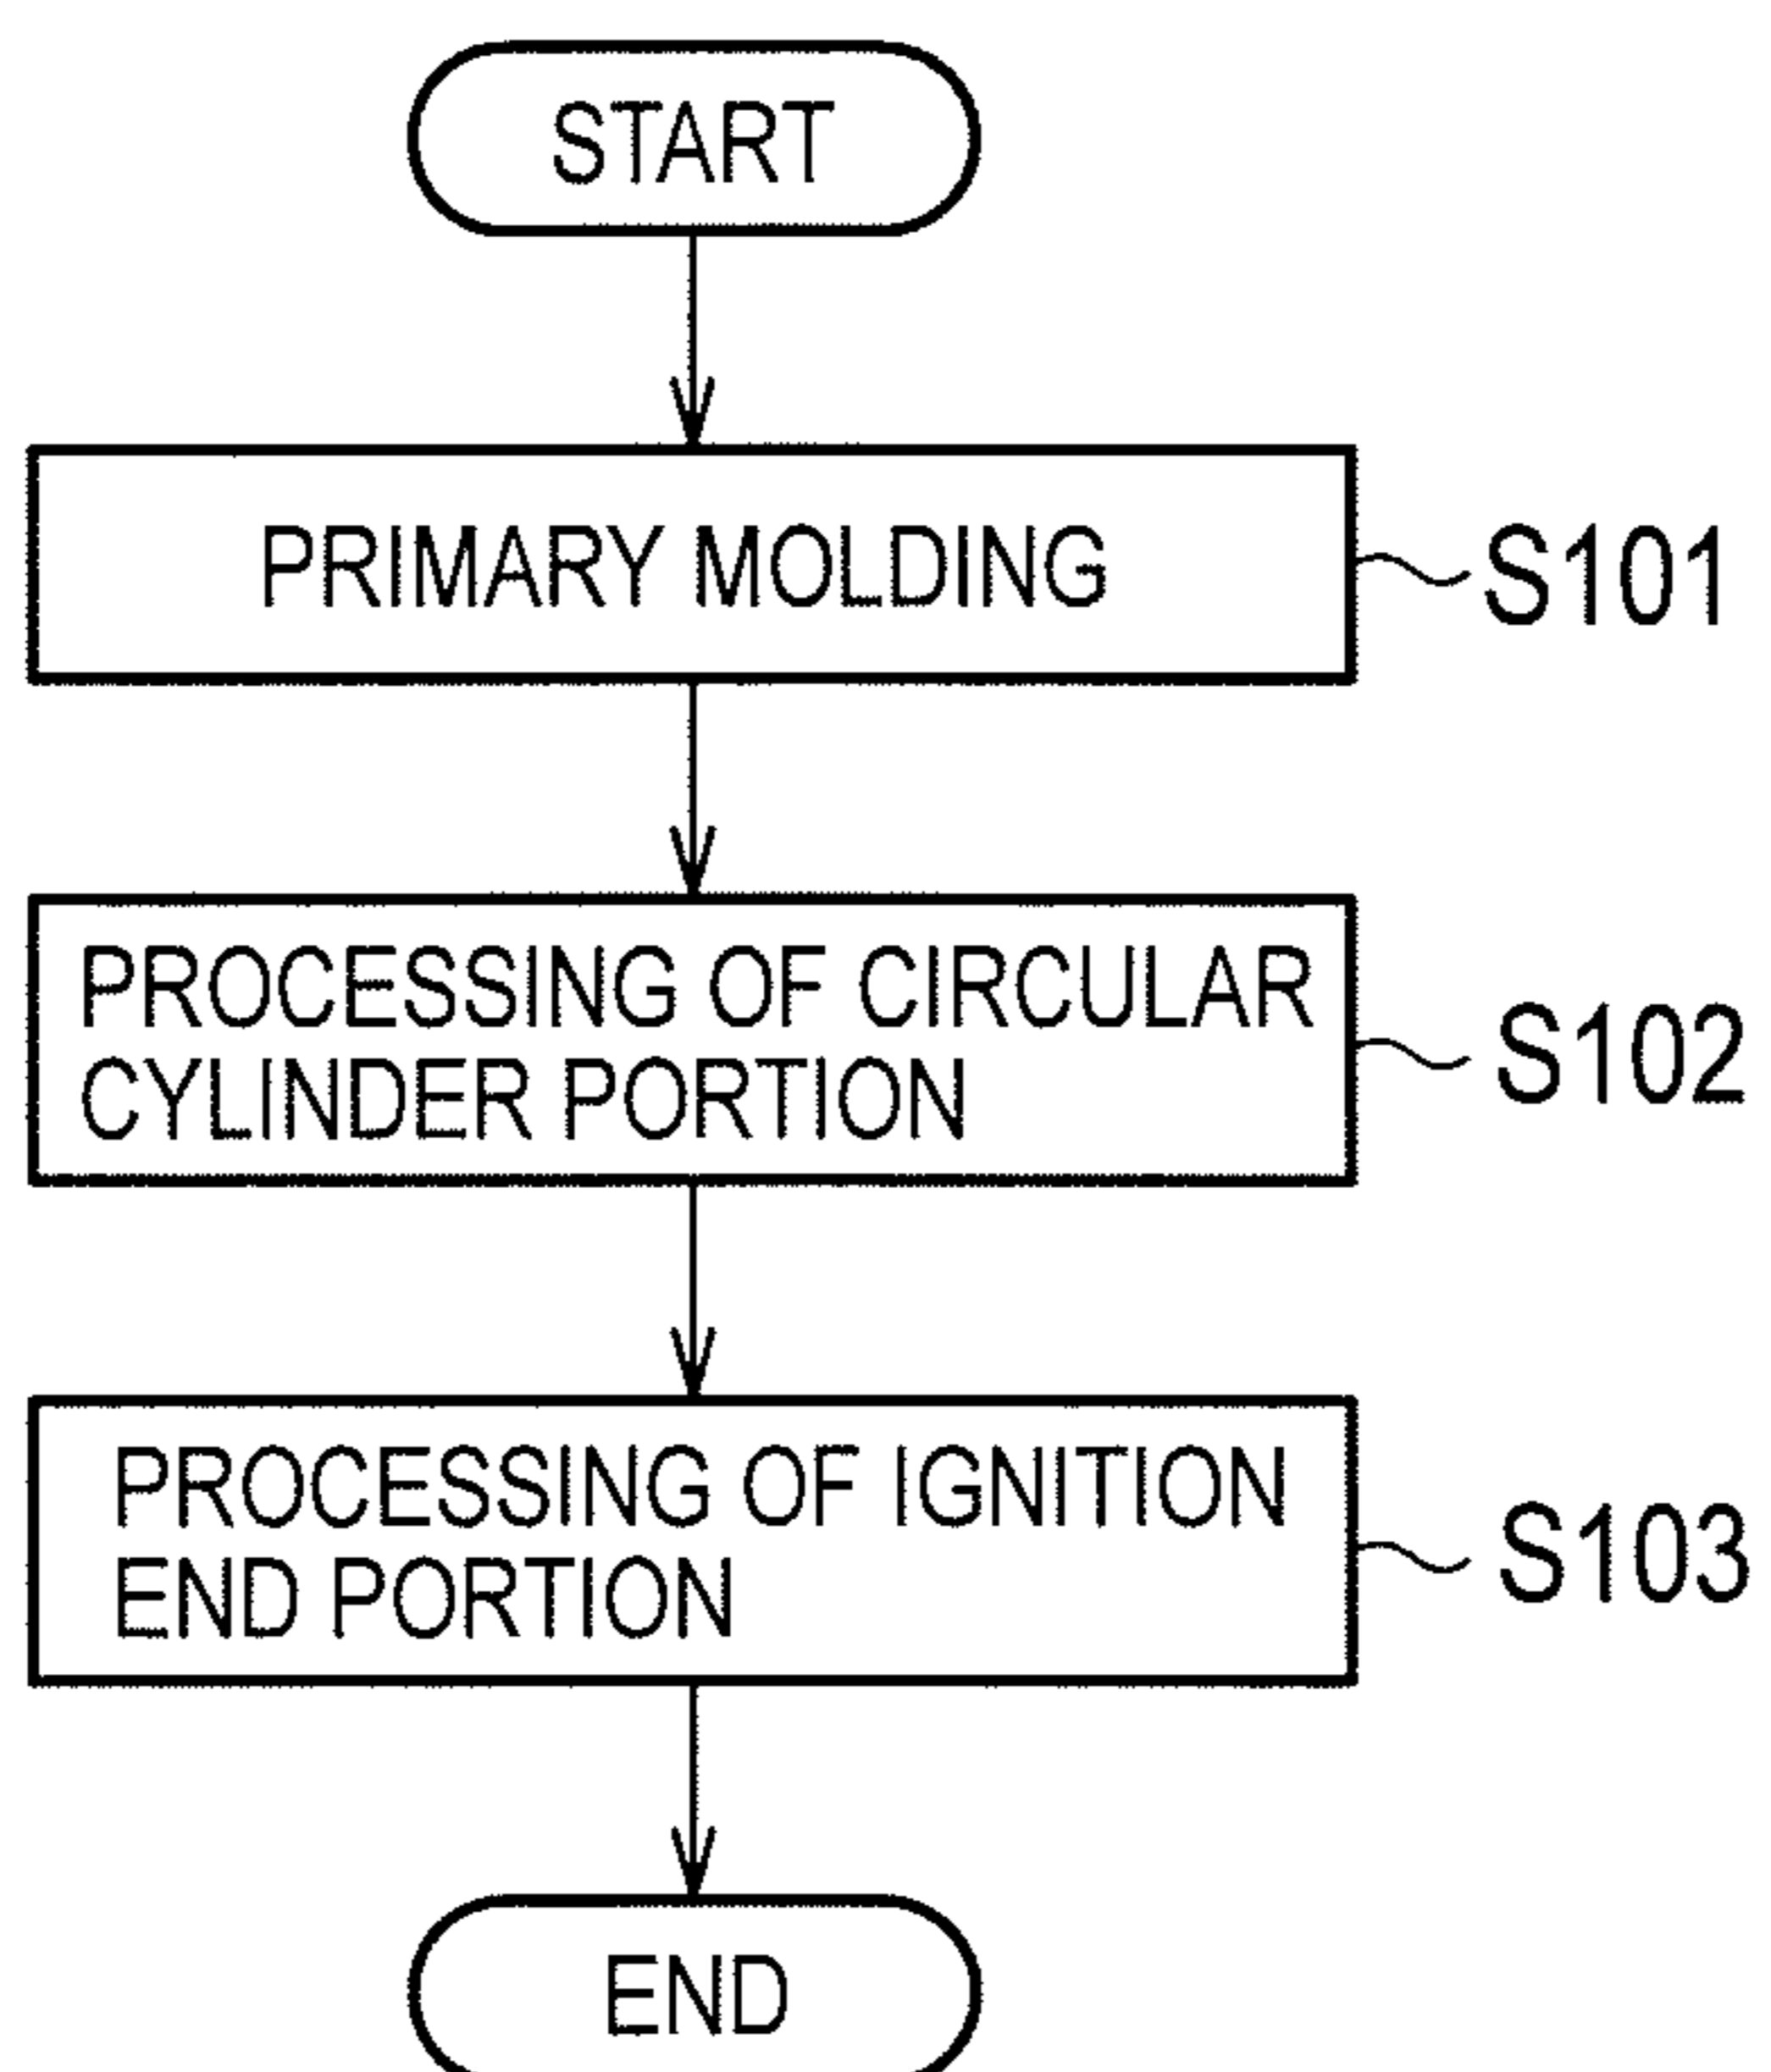 START
PRIMARY MOLDING
S101
PROCESSING OF CIRCULAR
CYLINDER PORTION
S102
PROCESSING OF IGNITION
END PORTION
S103
END